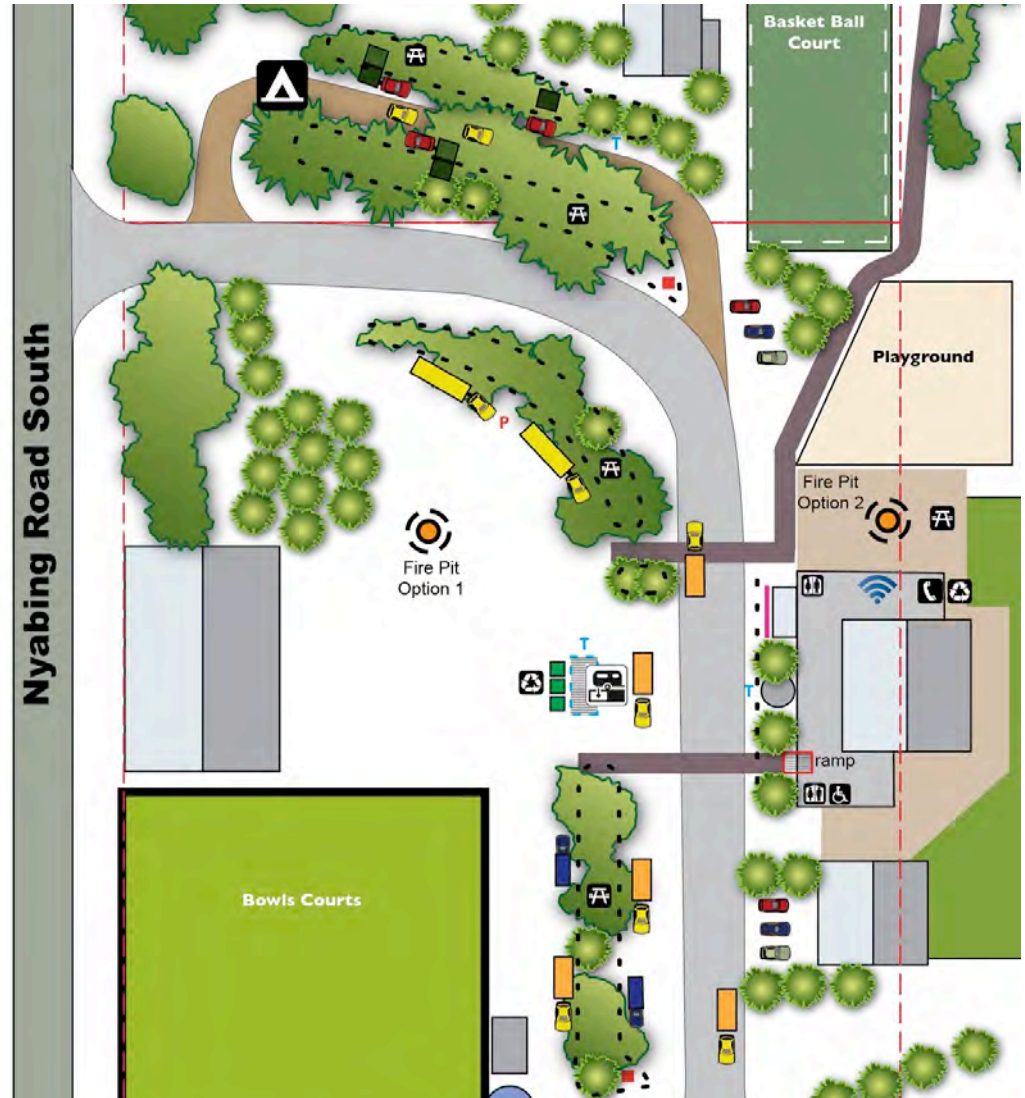 Basket Ball
Court
T
Playground
Nyabing Road South
P
Fire Pit
Option 2
Fire Pit
Option 1
T
T
ramp
Bowls Courts